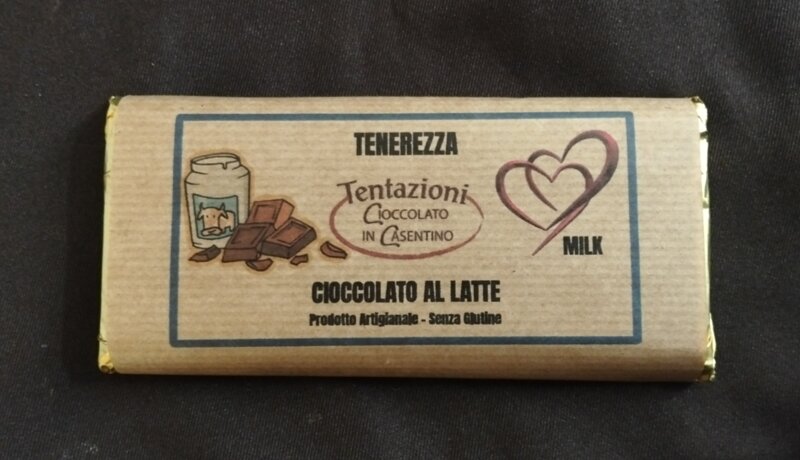 TENEREZZA
Tentazioni
CIOCCOLATO
IN CASENTINO
MILK
CIOCCOLATO AL LATTE
Prodotto Artigianale - Senza Glutine